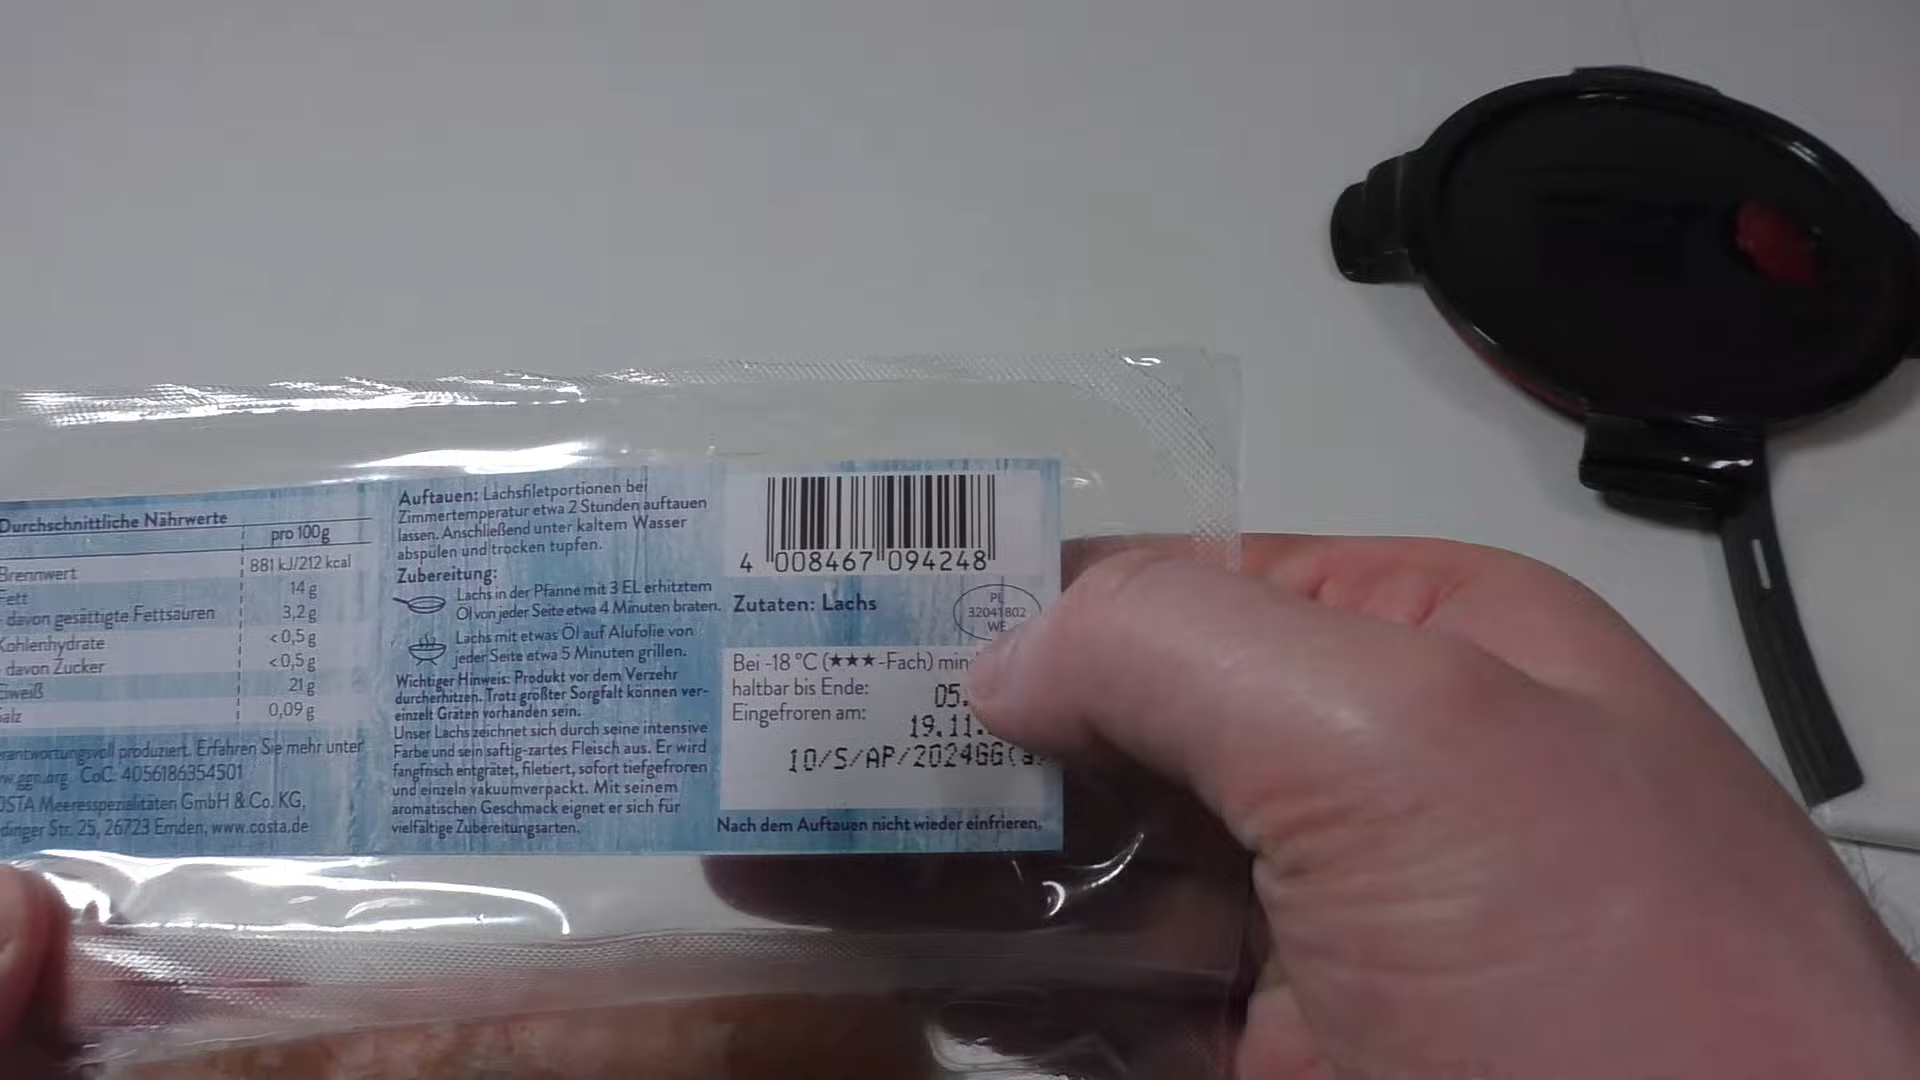 Durchschnittliche Nährwerte
pro 100g
Brennwert 881 kJ/212 kcal
Fett 14 g
davon gesättigte Fettsäuren 3,2 g
Kohlenhydrate <0,5 g
davon Zucker <0,5 g
Eiweiß 21 g
Salz 0,09 g
verantwortungsvoll produziert. Erfahren Sie mehr unter
CoC: 4056186354501
COSTA Meeresspezialitäten GmbH & Co. KG,
Str. 25, 26723 Emden, www.costa.de
Auftauen: Lachsfiletportionen bei
Zimmertemperatur etwa 2 Stunden auftauen
lassen. Anschließend unter kaltem Wasser
abspülen und trocken tupfen.
Zubereitung:
Lachs in der Pfanne mit 3 EL erhitztem
Öl von jeder Seite etwa 4 Minuten braten.
Lachs mit etwas Öl auf Alufolie von
jeder Seite etwa 5 Minuten grillen.
Wichtiger Hinweis: Produkt vor dem Verzehr
durcherhitzen. Trotz größter Sorgfalt können ver-
einzelt Gräten vorhanden sein.
Unser Lachs zeichnet sich durch seine intensive
Farbe und sein saftig-zartes Fleisch aus. Er wird
fangfrisch entgrätet, filetiert, sofort tiefgefroren
und einzeln vakuumverpackt. Mit seinem
aromatischen Geschmack eignet er sich für
vielfältige Zubereitungsarten.
4 008467 094248
Zutaten: Lachs
PL
32041802
WE
Bei -18 °C (★★★-Fach) min
haltbar bis Ende: 05.
Eingefroren am: 19.11.
10/S/AP/2024GG(a
Nach dem Auftauen nicht wieder einfrieren.